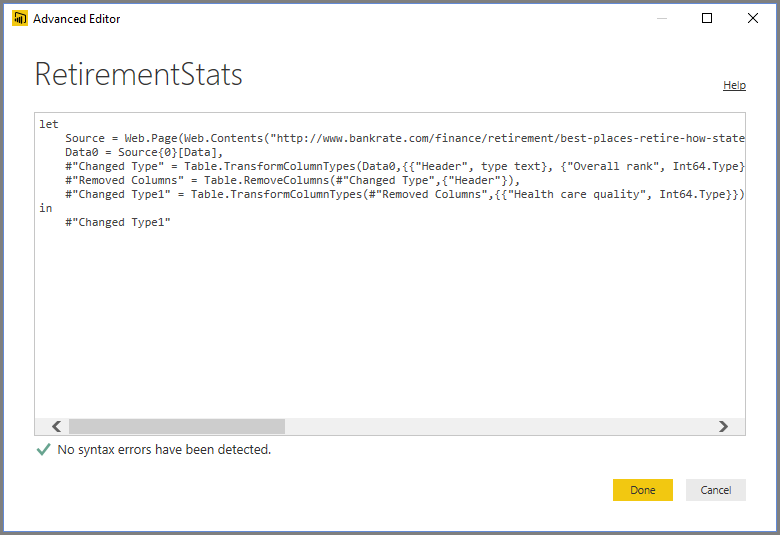 Advanced Editor
RetirementStats
Help
let
    Source = Web.Page(Web.Contents("http://www.bankrate.com/finance/retirement/best-places-retire-how-state
    Data0 = Source{0}[Data],
    #"Changed Type" = Table.TransformColumnTypes(Data0,{{"Header", type text}, {"Overall rank", Int64.Type}
    #"Removed Columns" = Table.RemoveColumns(#"Changed Type",{"Header"}),
    #"Changed Type1" = Table.TransformColumnTypes(#"Removed Columns",{{"Health care quality", Int64.Type}})
in
    #"Changed Type1"
No syntax errors have been detected.
Done
Cancel